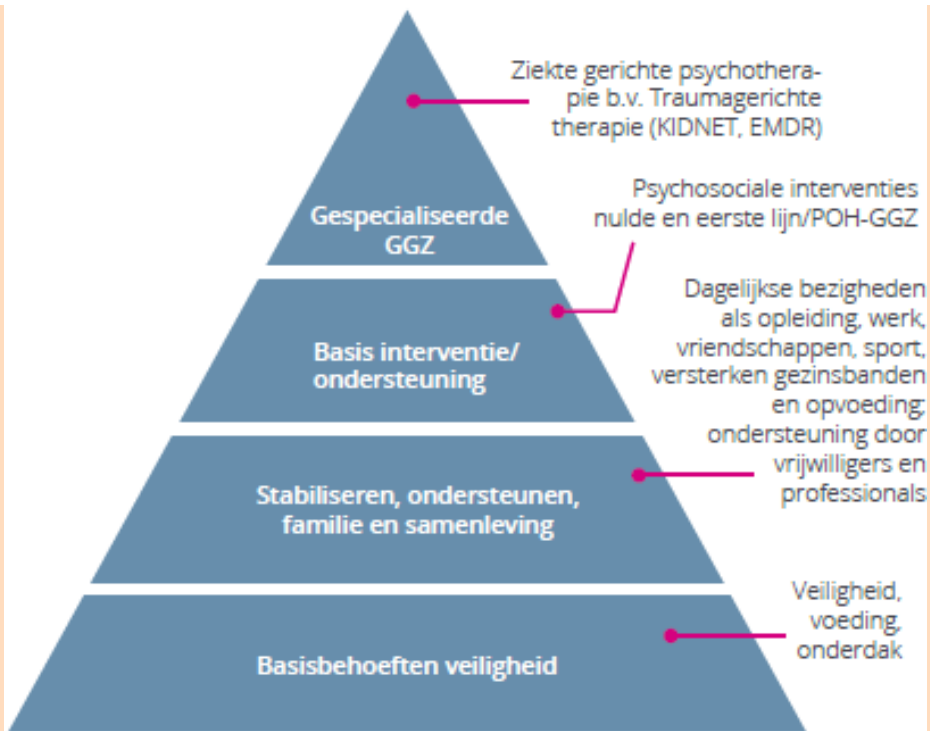 Ziekte gerichte psychothera-
pie b.v. Traumagerichte
therapie (KIDNET, EMDR)
Gespecialiseerde
GGZ
Psychosociale interventies
nulde en eerste lijn/POH-GGZ
Basis interventie/
ondersteuning
Dagelijkse bezigheden
als opleiding, werk,
vriendschappen, sport,
versterken gezinsbanden
en opvoeding;
ondersteuning door
vrijwilligers en
professionals
Stabiliseren, ondersteunen,
familie en samenleving
Veiligheid,
voeding,
onderdak
Basisbehoeften veiligheid